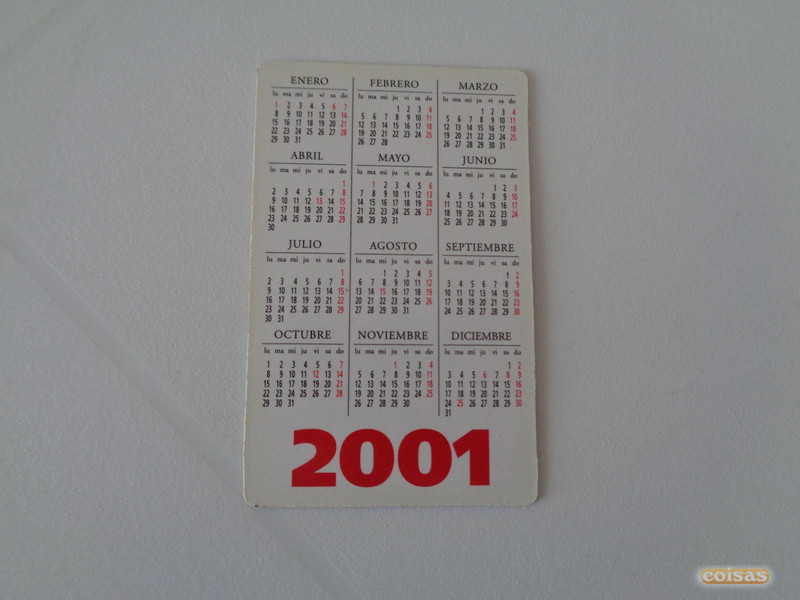 ENERO
lu ma mi ju vi sa do
1 2 3 4 5 6 7
8 9 10 11 12 13 14
15 16 17 18 19 20 21
22 23 24 25 26 27 28
29 30 31
FEBRERO
lu ma mi ju vi sa do
1 2 3 4
5 6 7 8 9 10 11
12 13 14 15 16 17 18
19 20 21 22 23 24 25
26 27 28
MARZO
lu ma mi ju vi sa do
1 2 3 4
5 6 7 8 9 10 11
12 13 14 15 16 17 18
19 20 21 22 23 24 25
26 27 28 29 30 31
ABRIL
lu ma mi ju vi sa do
1
2 3 4 5 6 7 8
9 10 11 12 13 14 15
16 17 18 19 20 21 22
23 24 25 26 27 28 29
30
MAYO
lu ma mi ju vi sa do
1 2 3 4 5 6
7 8 9 10 11 12 13
14 15 16 17 18 19 20
21 22 23 24 25 26 27
28 29 30 31
JUNIO
lu ma mi ju vi sa do
1 2 3
4 5 6 7 8 9 10
11 12 13 14 15 16 17
18 19 20 21 22 23 24
25 26 27 28 29 30
JULIO
lu ma mi ju vi sa do
1
2 3 4 5 6 7 8
9 10 11 12 13 14 15
16 17 18 19 20 21 22
23 24 25 26 27 28 29
30 31
AGOSTO
lu ma mi ju vi sa do
1 2 3 4 5
6 7 8 9 10 11 12
13 14 15 16 17 18 19
20 21 22 23 24 25 26
27 28 29 30 31
SEPTIEMBRE
lu ma mi ju vi sa do
1 2
3 4 5 6 7 8 9
10 11 12 13 14 15 16
17 18 19 20 21 22 23
24 25 26 27 28 29 30
OCTUBRE
lu ma mi ju vi sa do
1 2 3 4 5 6 7
8 9 10 11 12 13 14
15 16 17 18 19 20 21
22 23 24 25 26 27 28
29 30 31
NOVIEMBRE
lu ma mi ju vi sa do
1 2 3 4
5 6 7 8 9 10 11
12 13 14 15 16 17 18
19 20 21 22 23 24 25
26 27 28 29 30
DICIEMBRE
lu ma mi ju vi sa do
1 2
3 4 5 6 7 8 9
10 11 12 13 14 15 16
17 18 19 20 21 22 23
24 25 26 27 28 29 30
31
2001
coisas